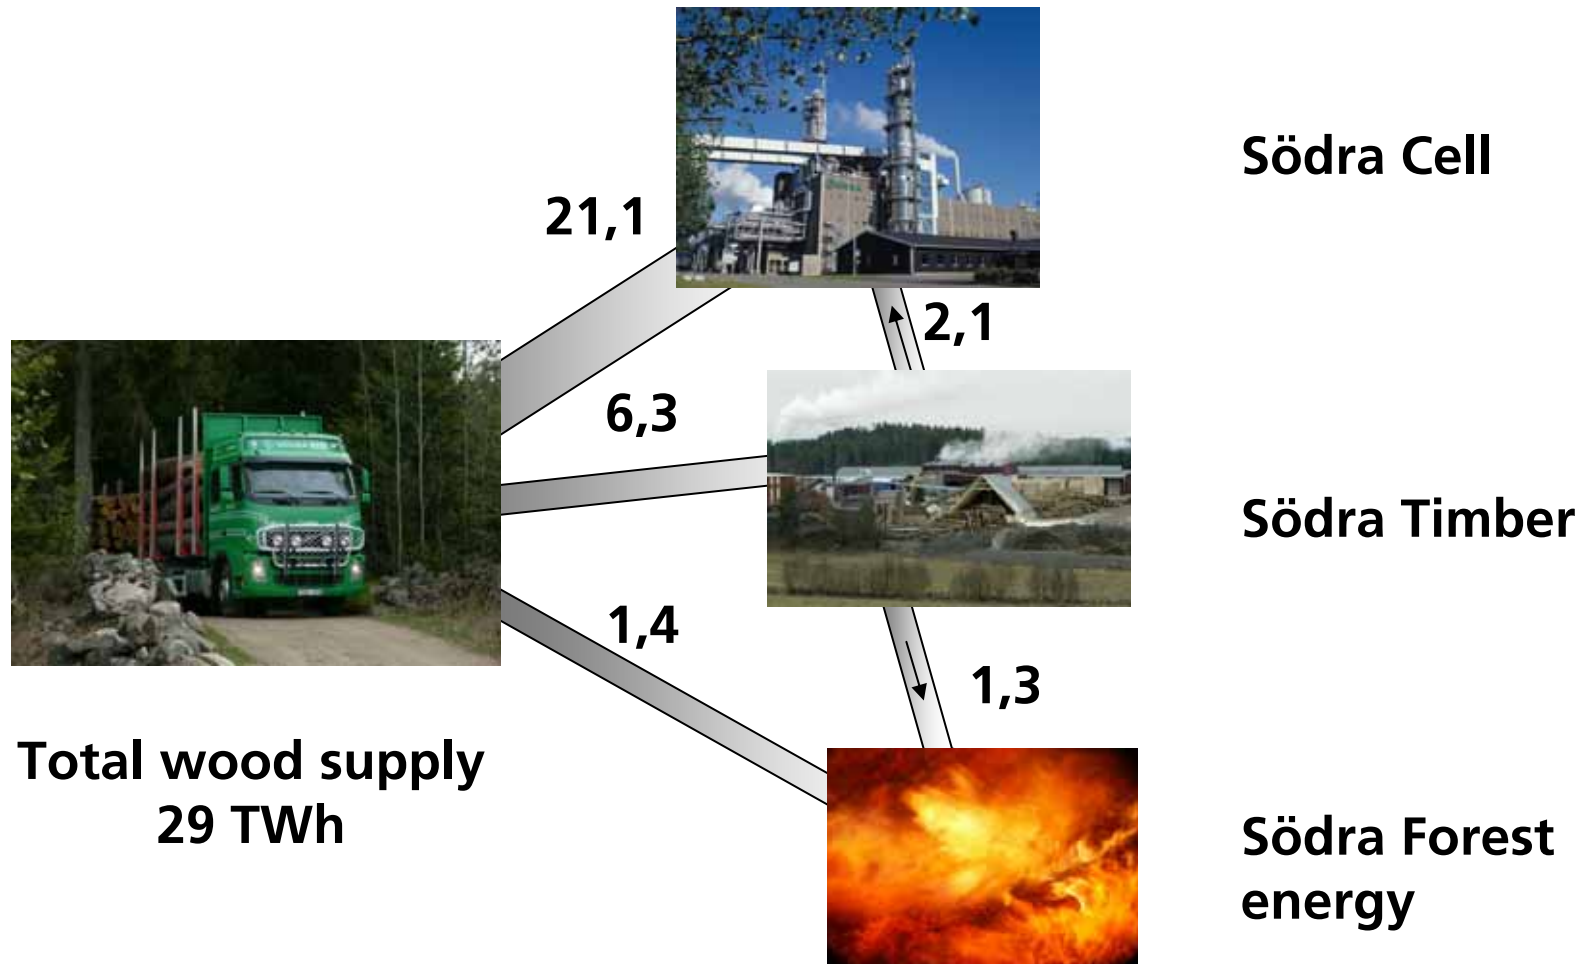 Södra Cell
21,1
2,1
6,3
Södra Timber
1,4
1,3
Total wood supply
29 TWh
Södra Forest
energy